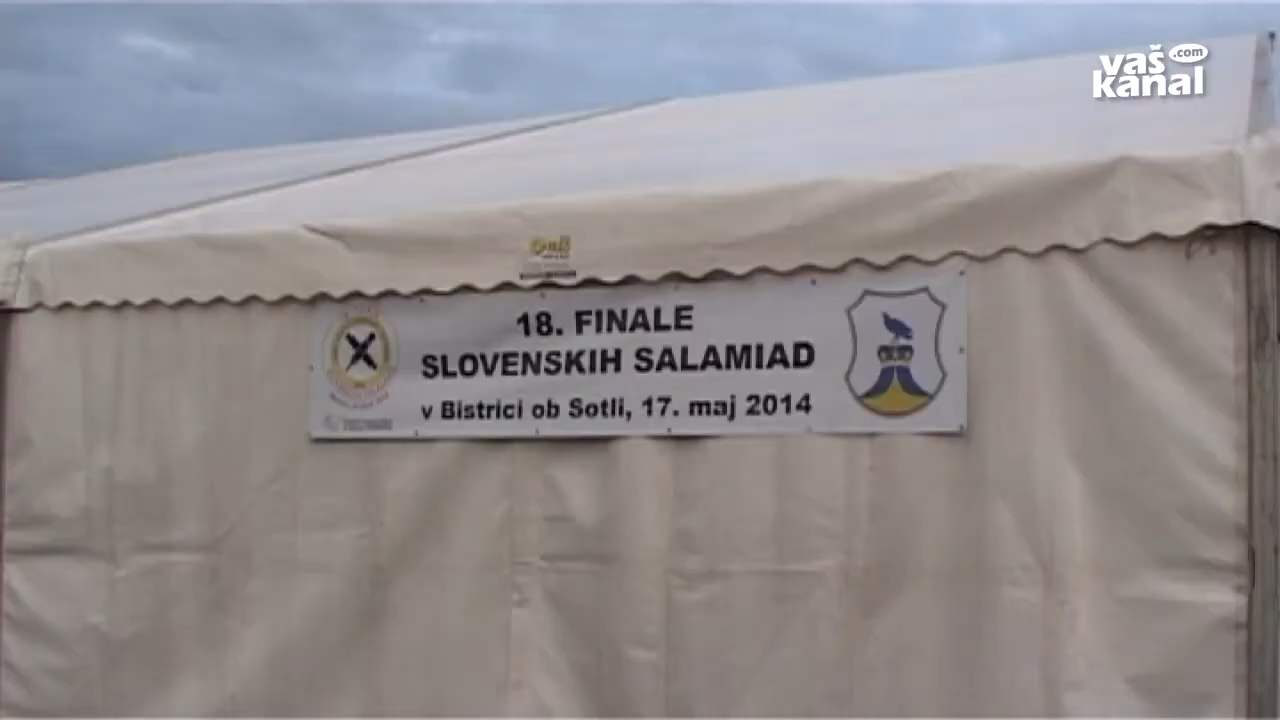 vaš .com
kanal
18. FINALE
SLOVENSKIH SALAMIAD
v Bistrici ob Sotli, 17. maj 2014